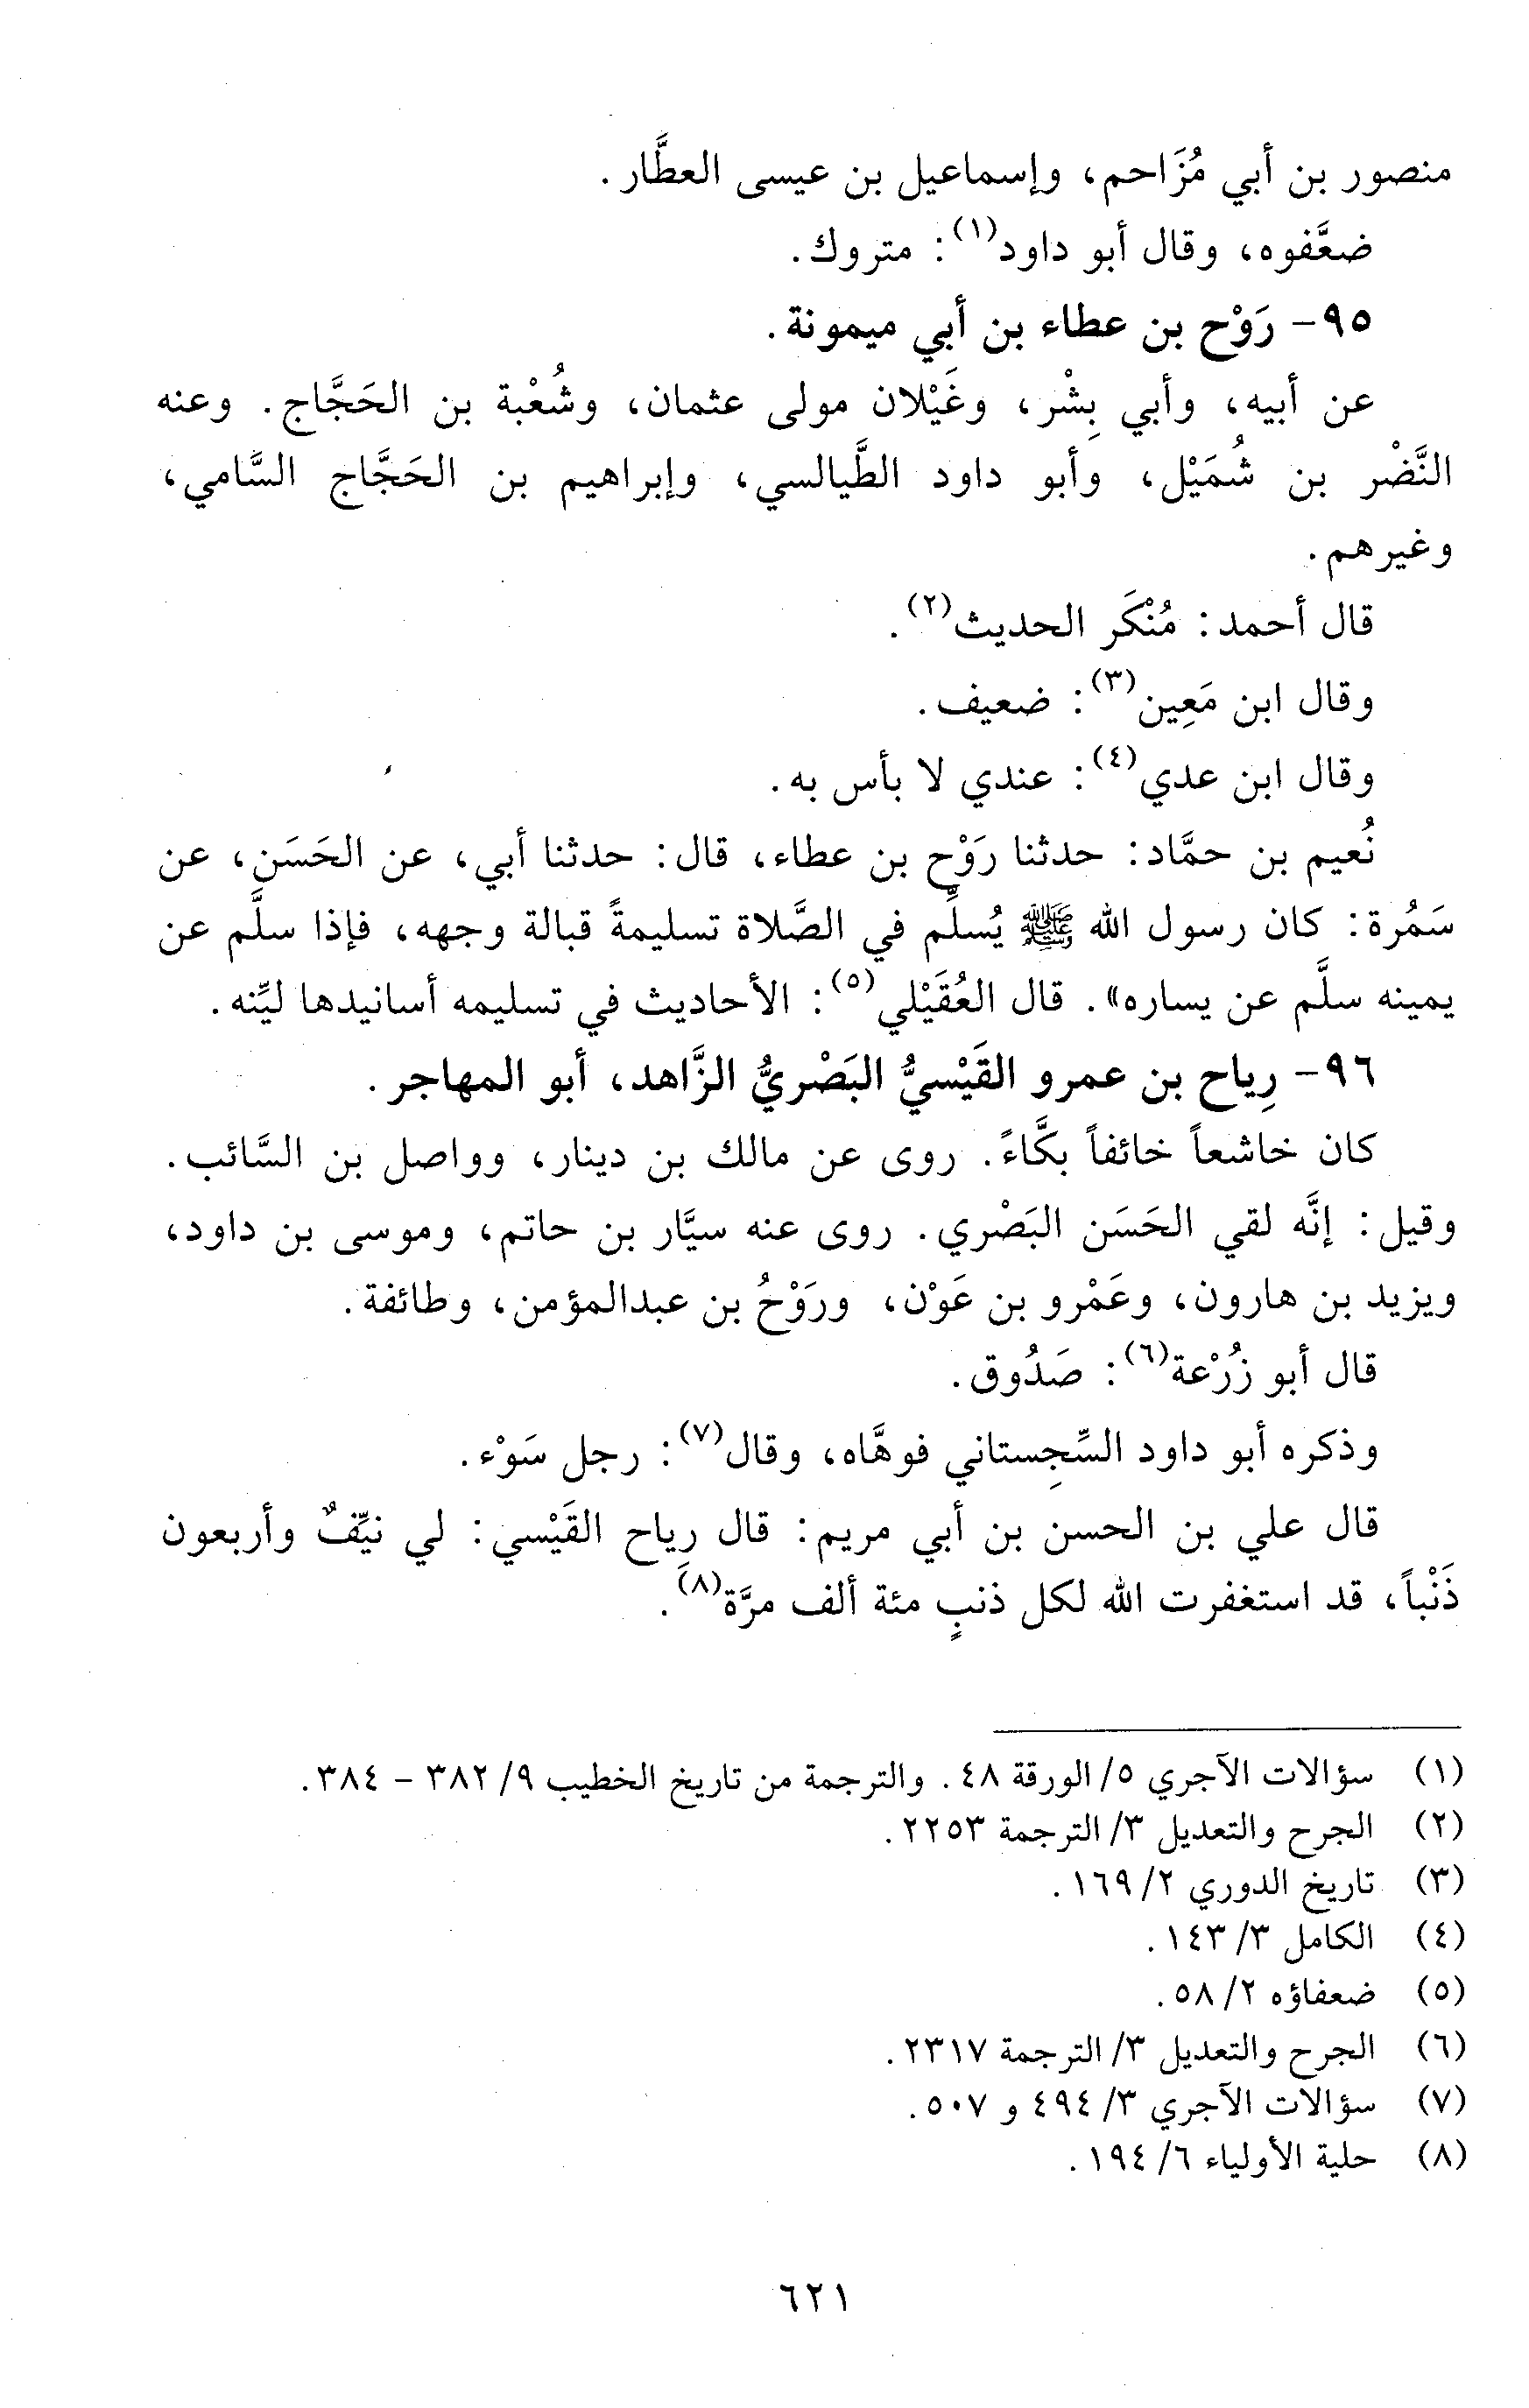 منصور بن أبي مُزَاحم، وإسماعيل بن عيسى العطَّار.
ضعَّفوه، وقال أبو داود(١): متروك.
٩٥- رَوْح بن عطاء بن أبي ميمونة.
عن أبيه، وأبي بِشْر، وغَيْلان مولى عثمان، وشُعْبة بن الحَجَّاج. وعنه
النَّضْر بن شُمَيْل، وأبو داود الطَّيالسي، وإبراهيم بن الحَجَّاج السَّامي،
وغيرهم.
قال أحمد: مُنْكَر الحديث(٢).
وقال ابن مَعِين(٣): ضعيف.
وقال ابن عدي(٤): عندي لا بأس به.
نُعيم بن حمَّاد: حدثنا رَوْح بن عطاء، قال: حدثنا أبي، عن الحَسَن، عن
سَمُرة: كان رسول الله ﷺ يُسلِّم في الصَّلاة تسليمةً قبالة وجهه، فإذا سلَّم عن
يمينه سلَّم عن يساره». قال العُقَيْلي(٥): الأحاديث في تسليمه أسانيدها ليِّنه.
٩٦- رِياح بن عمرو القَيْسيُّ البَصْريُّ الزَّاهد، أبو المهاجر.
كان خاشعاً خائفاً بكَّاءً. روى عن مالك بن دينار، وواصل بن السَّائب.
وقيل: إنَّه لقي الحَسَن البَصْري. روى عنه سيَّار بن حاتم، وموسى بن داود،
ويزيد بن هارون، وعَمْرو بن عَوْن، ورَوْحُ بن عبدالمؤمن، وطائفة.
قال أبو زُرْعة(٦): صَدُوق.
وذكره أبو داود السِّجِستاني فوهَّاه، وقال(٧): رجل سَوْء.
قال علي بن الحسن بن أبي مريم: قال رياح القَيْسي: لي نيِّفٌ وأربعون
ذَنْباً، قد استغفرت الله لكل ذنبٍ مئة ألف مرَّة(٨).
(١) سؤالات الآجري ٥/ الورقة ٤٨. والترجمة من تاريخ الخطيب ٩/ ٣٨٢ - ٣٨٤.
(٢) الجرح والتعديل ٣/ الترجمة ٢٢٥٣.
(٣) تاريخ الدوري ٢/ ١٦٩.
(٤) الكامل ٣/ ١٤٣.
(٥) ضعفاؤه ٢/ ٥٨.
(٦) الجرح والتعديل ٣/ الترجمة ٢٣١٧.
(٧) سؤالات الآجري ٣/ ٤٩٤ و ٥٠٧.
(٨) حلية الأولياء ٦/ ١٩٤.
٦٢١